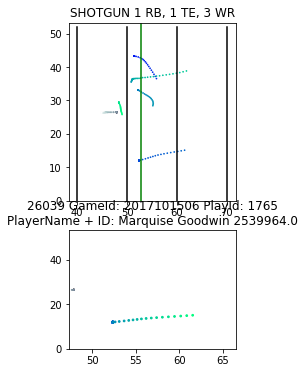 SHOTGUN 1 RB, 1 TE, 3 WR
50
40
30
20
10
0
40 50 60 70
26039 GameId: 2017101506 PlayId: 1765
PlayerName + ID: Marquise Goodwin 2539964.0
40
20
0
50 55 60 65